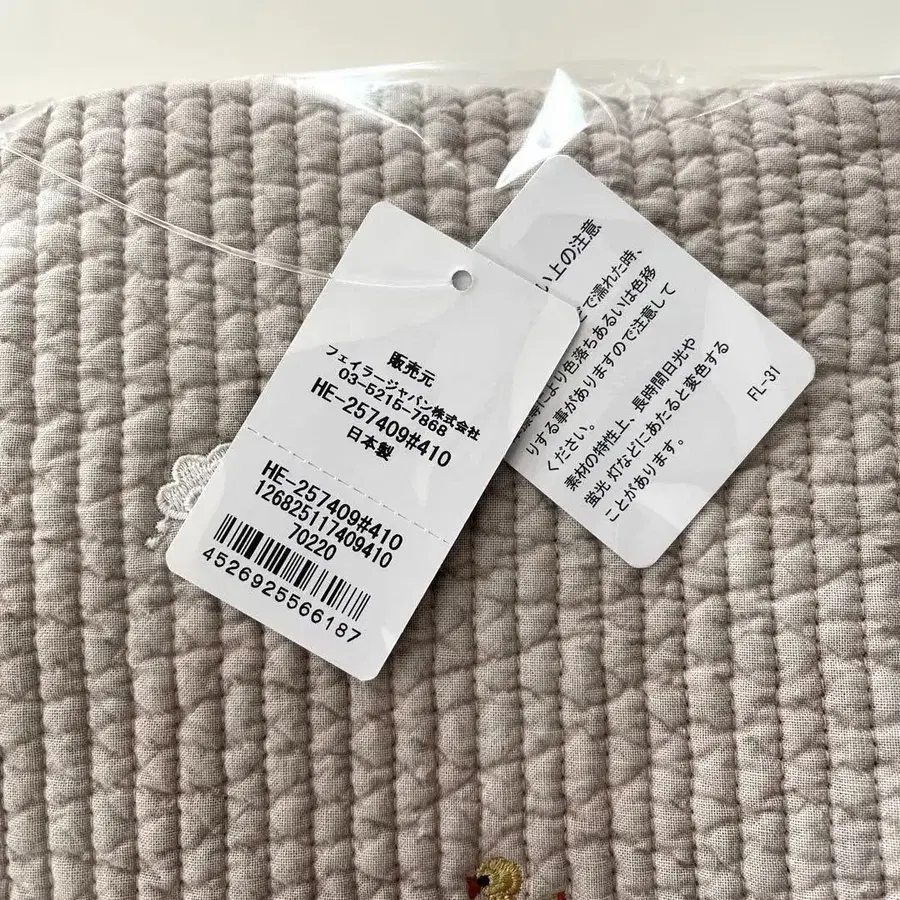 販売元
フェイラージャパン株式会社
03-5215-7868
HE-257409#410
日本製
HE-257409#410
126825117409410
70220
4526925566187
い上の注意
で濡れた時、
により色落ちあるいは色移
りする事がありますので注意して
ください。
素材の特性上、長時間日光や
蛍光灯などにあたると変色する
ことがあります。
FL-31